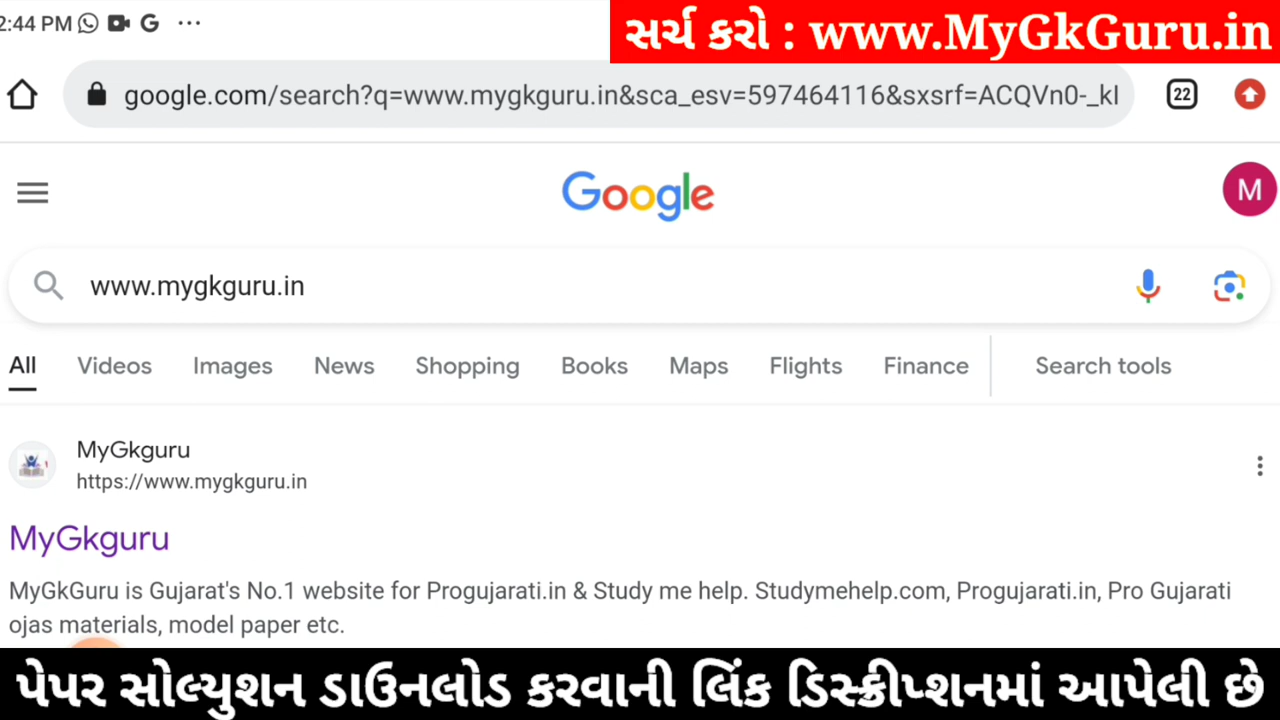 2:44 PM
સર્ચ કરો : www.MyGkGuru.in
google.com/search?q=www.mygkguru.in&sca_esv=597464116&sxsrf=ACQVn0-_kI
22
Google
M
www.mygkguru.in
All Videos Images News Shopping Books Maps Flights Finance Search tools
MyGkguru
https://www.mygkguru.in
MyGkguru
MyGkGuru is Gujarat's No.1 website for Progujarati.in & Study me help. Studymehelp.com, Progujarati.in, Pro Gujarati
ojas materials, model paper etc.
પેપર સોલ્યુશન ડાઉનલોડ કરવાની લિંક ડિસ્ક્રીપ્શનમાં આપેલી છે